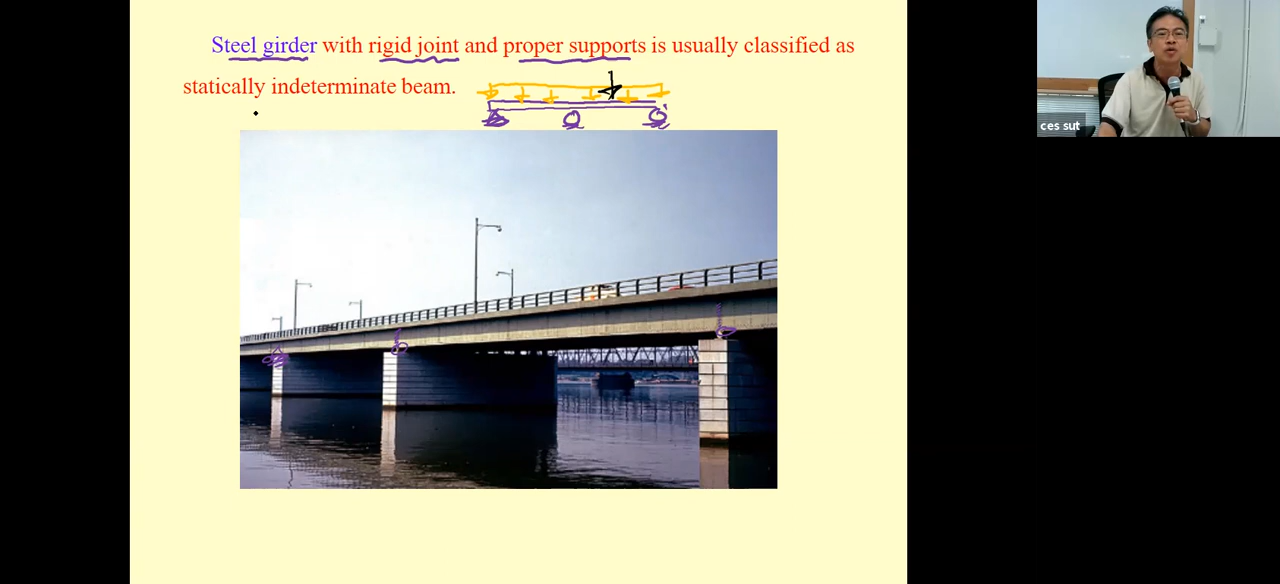 Steel girder with rigid joint and proper supports is usually classified as
statically indeterminate beam.
ces sut